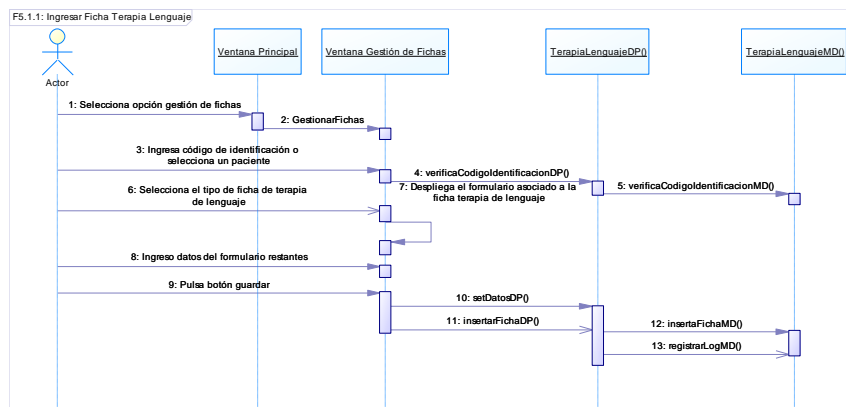 F5.1.1: Ingresar Ficha Terapia Lenguaje
Ventana Principal
Ventana Gestión de Fichas
TerapiaLenguajeDP()
TerapiaLenguajeMD()
Actor
1: Selecciona opción gestión de fichas
2: GestionarFichas
3: Ingresa código de identificación o
selecciona un paciente
4: verificaCodigoIdentificacionDP()
5: verificaCodigoIdentificacionMD()
6: Selecciona el tipo de ficha de terapia
de lenguaje
7: Despliega el formulario asociado a la
ficha terapia de lenguaje
8: Ingreso datos del formulario restantes
9: Pulsa botón guardar
10: setDatosDP()
11: insertarFichaDP()
12: insertaFichaMD()
13: registrarLogMD()